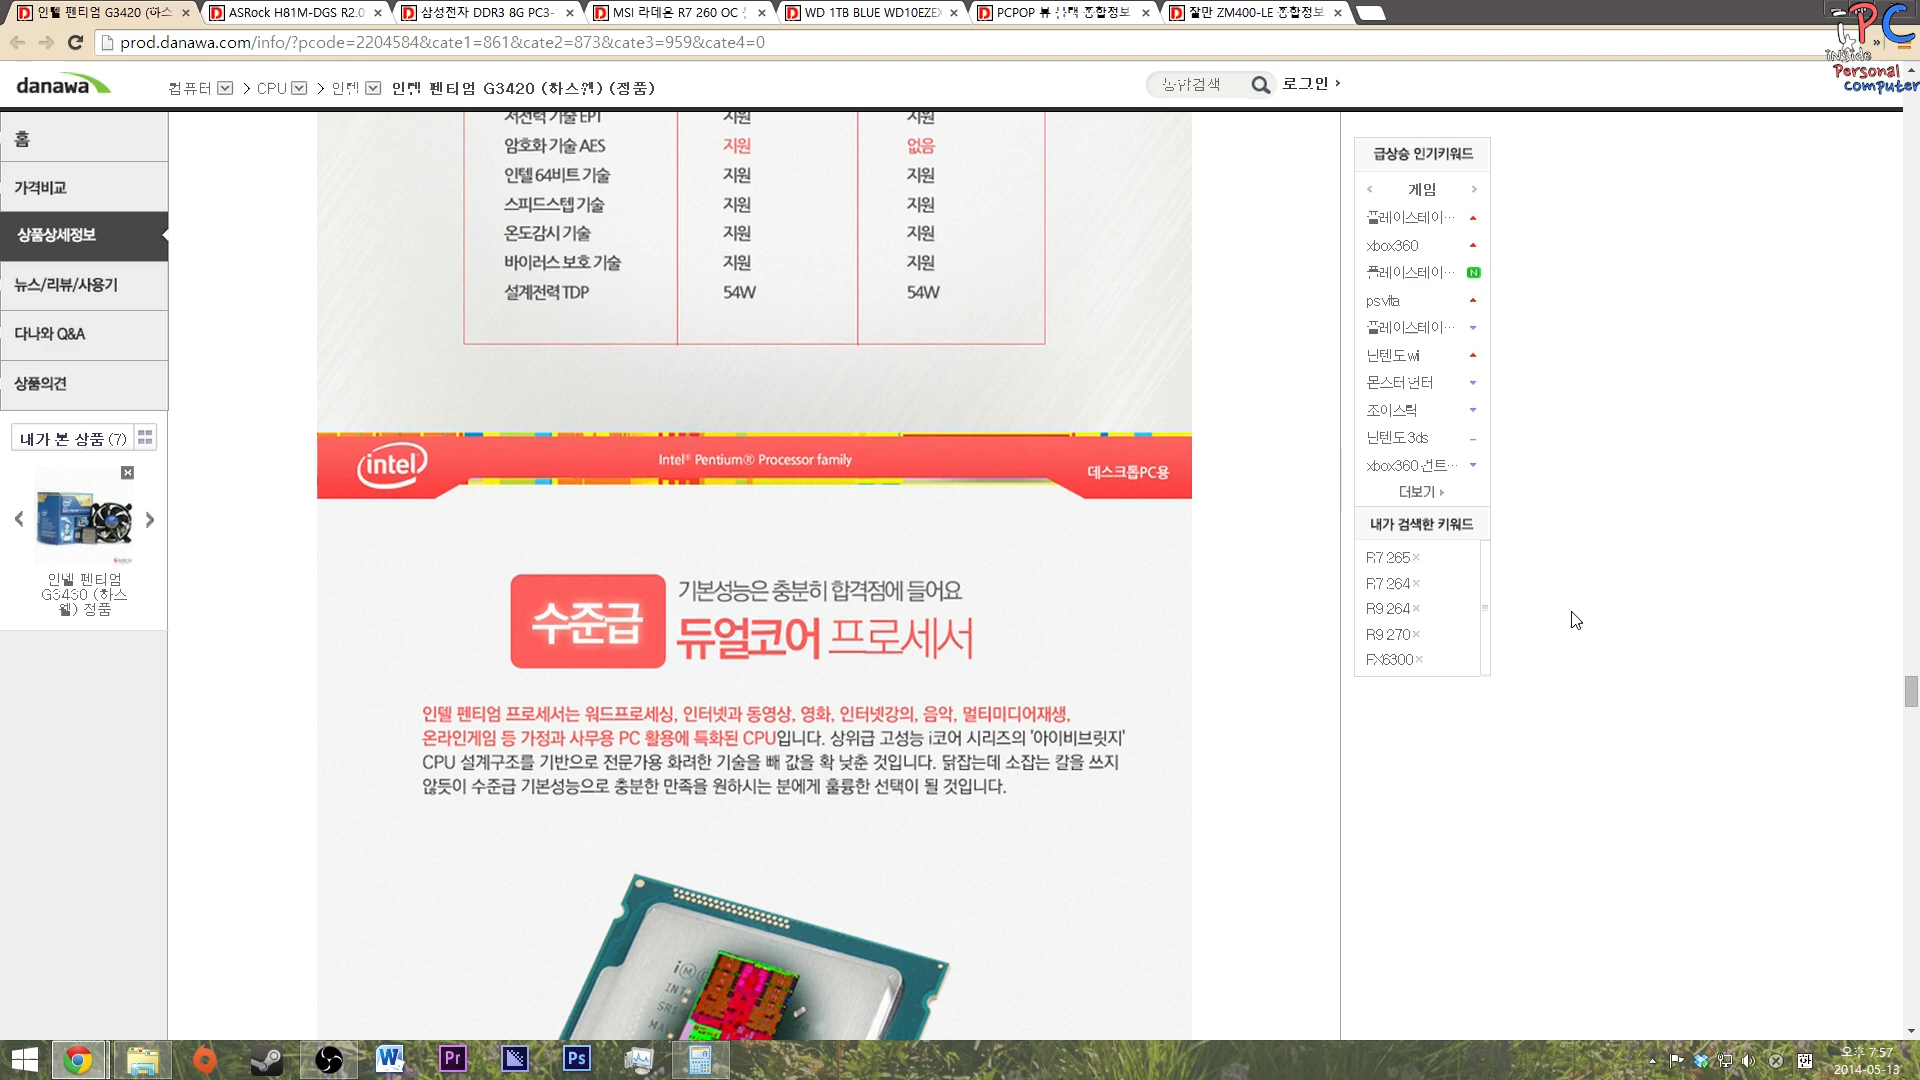 인텔 펜티엄 G3420 (하스
ASRock H81M-DGS R2.0
삼성전자 DDR3 8G PC3-
MSI 라데온 R7 260 OC
WD 1TB BLUE WD10EZEX
PCPOP 뷰 블랙 종합정보
잘만 ZM400-LE 종합정보
prod.danawa.com/info/?pcode=2204584&cate1=861&cate2=873&cate3=959&cate4=0
PC
inside
Personal
Computer
danawa
컴퓨터 > CPU > 인텔 인텔 펜티엄 G3420 (하스웰) (정품)
통합검색
로그인
홈
가격비교
상품상세정보
뉴스/리뷰/사용기
다나와 Q&A
상품의견
내가 본 상품 (7)
인텔 펜티엄
G3430 (하스
웰) 정품
저전력 기술 EPT 지원 지원
암호화 기술 AES 지원 없음
인텔 64비트 기술 지원 지원
스피드스텝 기술 지원 지원
온도감시 기술 지원 지원
바이러스 보호 기술 지원 지원
설계전력 TDP 54W 54W
intel
Intel® Pentium® Processor family
데스크톱PC용
수준급
기본성능은 충분히 합격점에 들어요
듀얼코어 프로세서
인텔 펜티엄 프로세서는 워드프로세싱, 인터넷과 동영상, 영화, 인터넷강의, 음악, 멀티미디어재생,
온라인게임 등 가정과 사무용 PC 활용에 특화된 CPU입니다. 상위급 고성능 i코어 시리즈의 '아이비브릿지'
CPU 설계구조를 기반으로 전문가용 화려한 기술을 빼 값을 확 낮춘 것입니다. 닭잡는데 소잡는 칼을 쓰지
않듯이 수준급 기본성능으로 충분한 만족을 원하시는 분에게 훌륭한 선택이 될 것입니다.
급상승 인기키워드
게임
플레이스테이…
xbox360
플레이스테이…
N
psvita
플레이스테이…
닌텐도wii
몬스터 헌터
조이스틱
닌텐도3ds
xbox360 컨트…
더보기
내가 검색한 키워드
R7 265
R7 264
R9 264
R9 270
FX6300
W
Pr
Ps
오후 7:57
2014-05-13